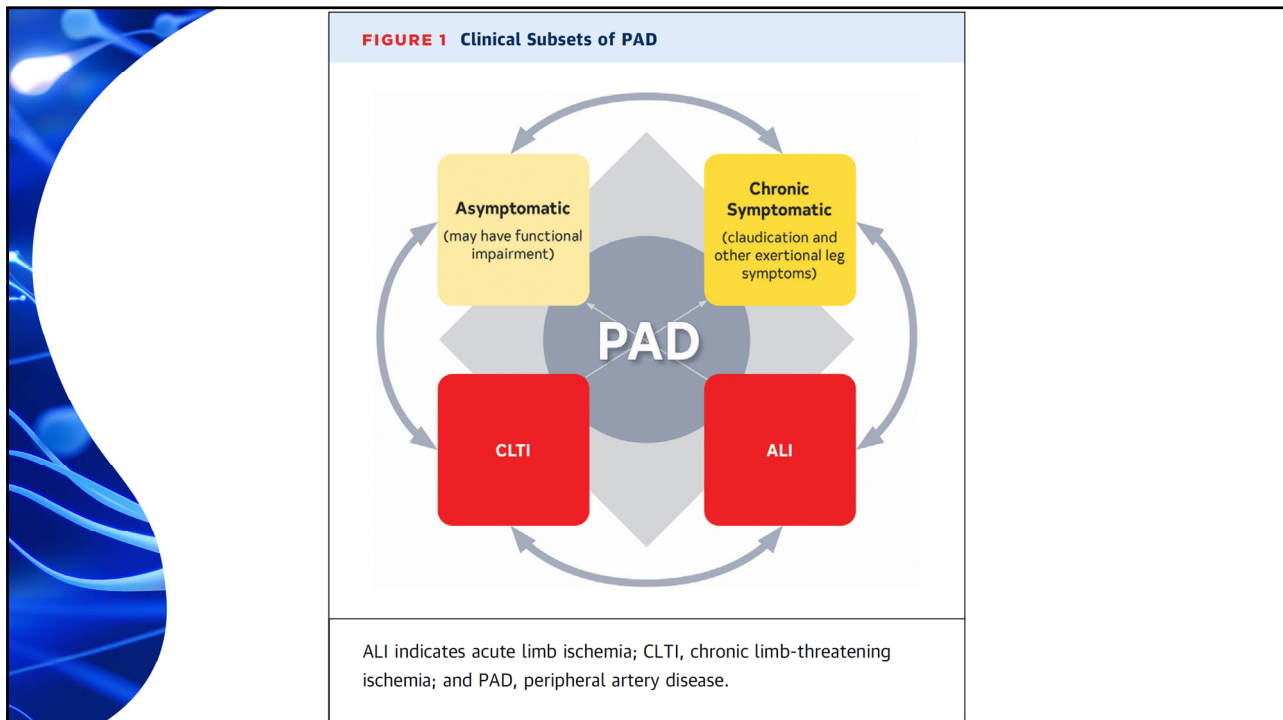 FIGURE 1 Clinical Subsets of PAD
Asymptomatic
(may have functional
impairment)
Chronic
Symptomatic
(claudication and
other exertional leg
symptoms)
PAD
CLTI
ALI
ALI indicates acute limb ischemia; CLTI, chronic limb-threatening
ischemia; and PAD, peripheral artery disease.